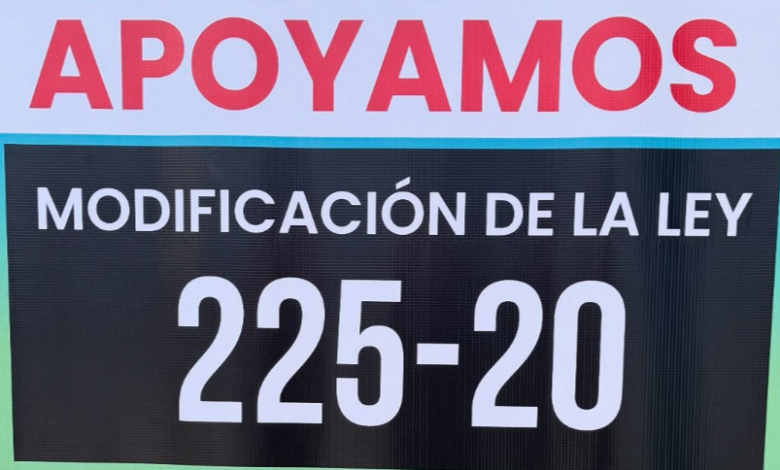 APOYAMOS
MODIFICACIÓN DE LA LEY
225-20